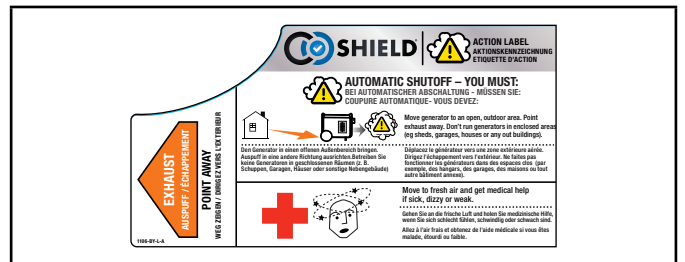 CO SHIELD®
ACTION LABEL
AKTIONSKENNZEICHNUNG
ETIQUETTE D'ACTION
AUTOMATIC SHUTOFF – YOU MUST:
BEI AUTOMATISCHER ABSCHALTUNG - MÜSSEN SIE:
COUPURE AUTOMATIQUE- VOUS DEVEZ:
Move generator to an open, outdoor area. Point
exhaust away. Don't run generators in enclosed areas
(eg sheds, garages, houses or any out buildings).
Den Generator in einen offenen Außenbereich bringen.
Auspuff in eine andere Richtung ausrichten.Betreiben Sie
keine Generatoren in geschlossenen Räumen (z. B.
Schuppen, Garagen, Häuser oder sonstige Nebengebäude)
Déplacez le générateur vers une zone extérieure aérée.
Dirigez l'échappement vers l'extérieur. Ne faites pas
fonctionner les générateurs dans des espaces clos (par
exemple, des hangars, des garages, des maisons ou tout
autre bâtiment annexe).
Move to fresh air and get medical help
if sick, dizzy or weak.
Gehen Sie an die frische Luft und holen Sie medizinische Hilfe,
wenn Sie sich schlecht fühlen, schwindlig oder schwach sind.
Allez à l'air frais et obtenez de l'aide médicale si vous êtes
malade, étourdi ou faible.
EXHAUST
AUSPUFF / ÉCHAPPEMENT
POINT AWAY
WEG ZEIGEN / DIRIGEZ VERS L'EXTERIEUR
1106-BY-L-A